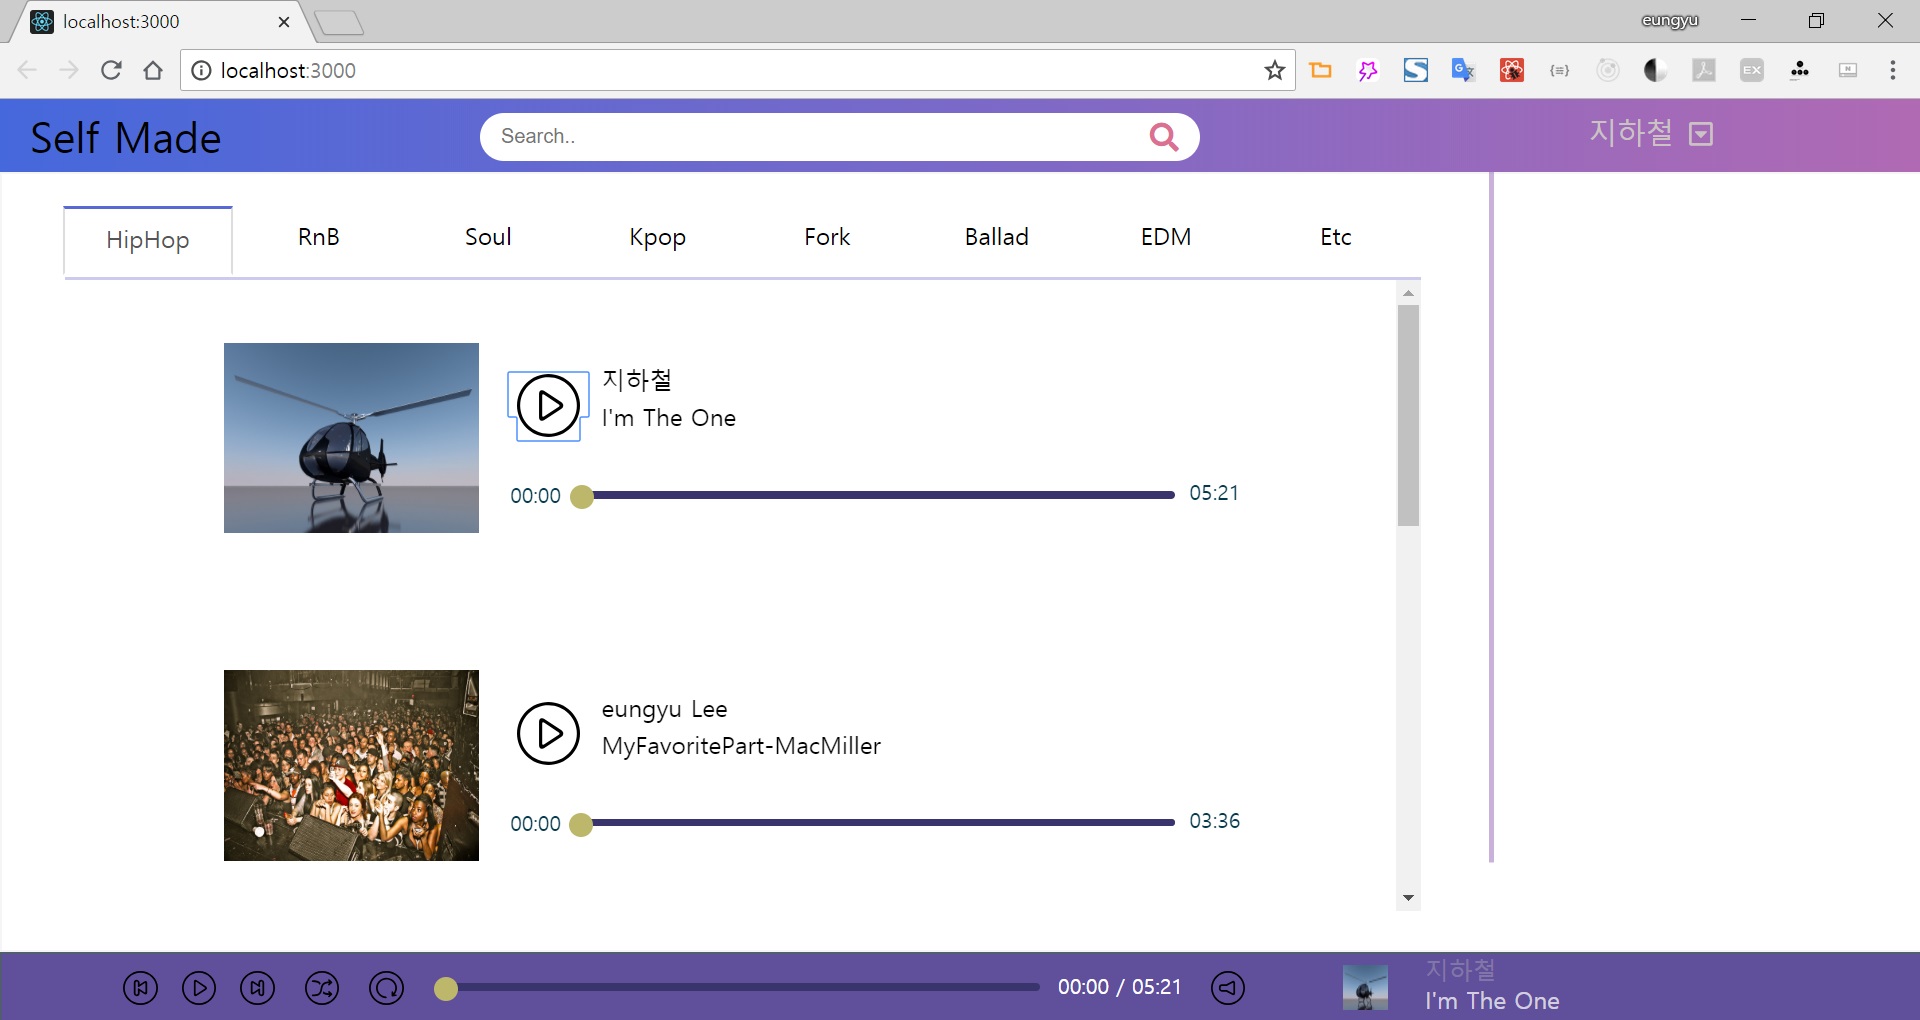 localhost:3000
eungyu
localhost:3000
Self Made
Search..
지하철
HipHop
RnB
Soul
Kpop
Fork
Ballad
EDM
Etc
지하철
I'm The One
00:00
05:21
eungyu Lee
MyFavoritePart-MacMiller
00:00
03:36
00:00 / 05:21
지하철
I'm The One